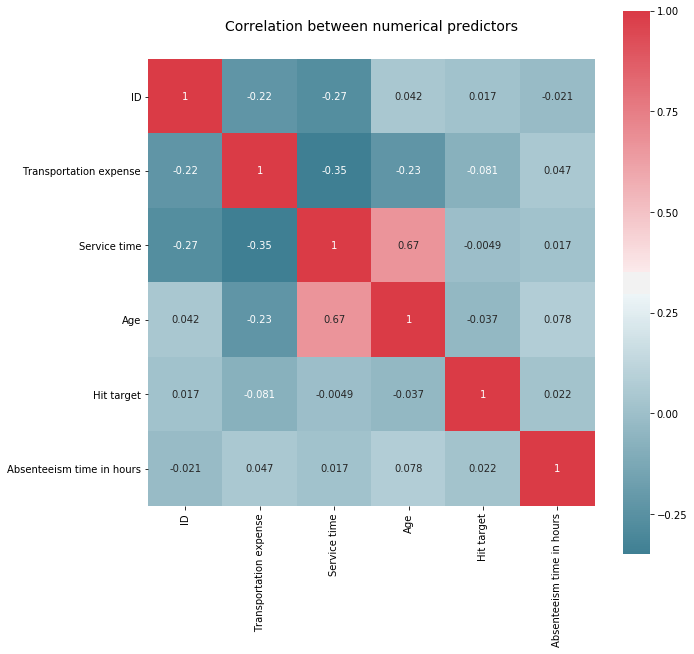 Correlation between numerical predictors
1.00
ID 1 -0.22 -0.27 0.042 0.017 -0.021
0.75
Transportation expense -0.22 1 -0.35 -0.23 -0.081 0.047
0.50
Service time -0.27 -0.35 1 0.67 -0.0049 0.017
0.25
Age 0.042 -0.23 0.67 1 -0.037 0.078
Hit target 0.017 -0.081 -0.0049 -0.037 1 0.022
0.00
Absenteeism time in hours -0.021 0.047 0.017 0.078 0.022 1
-0.25
ID
Transportation expense
Service time
Age
Hit target
Absenteeism time in hours